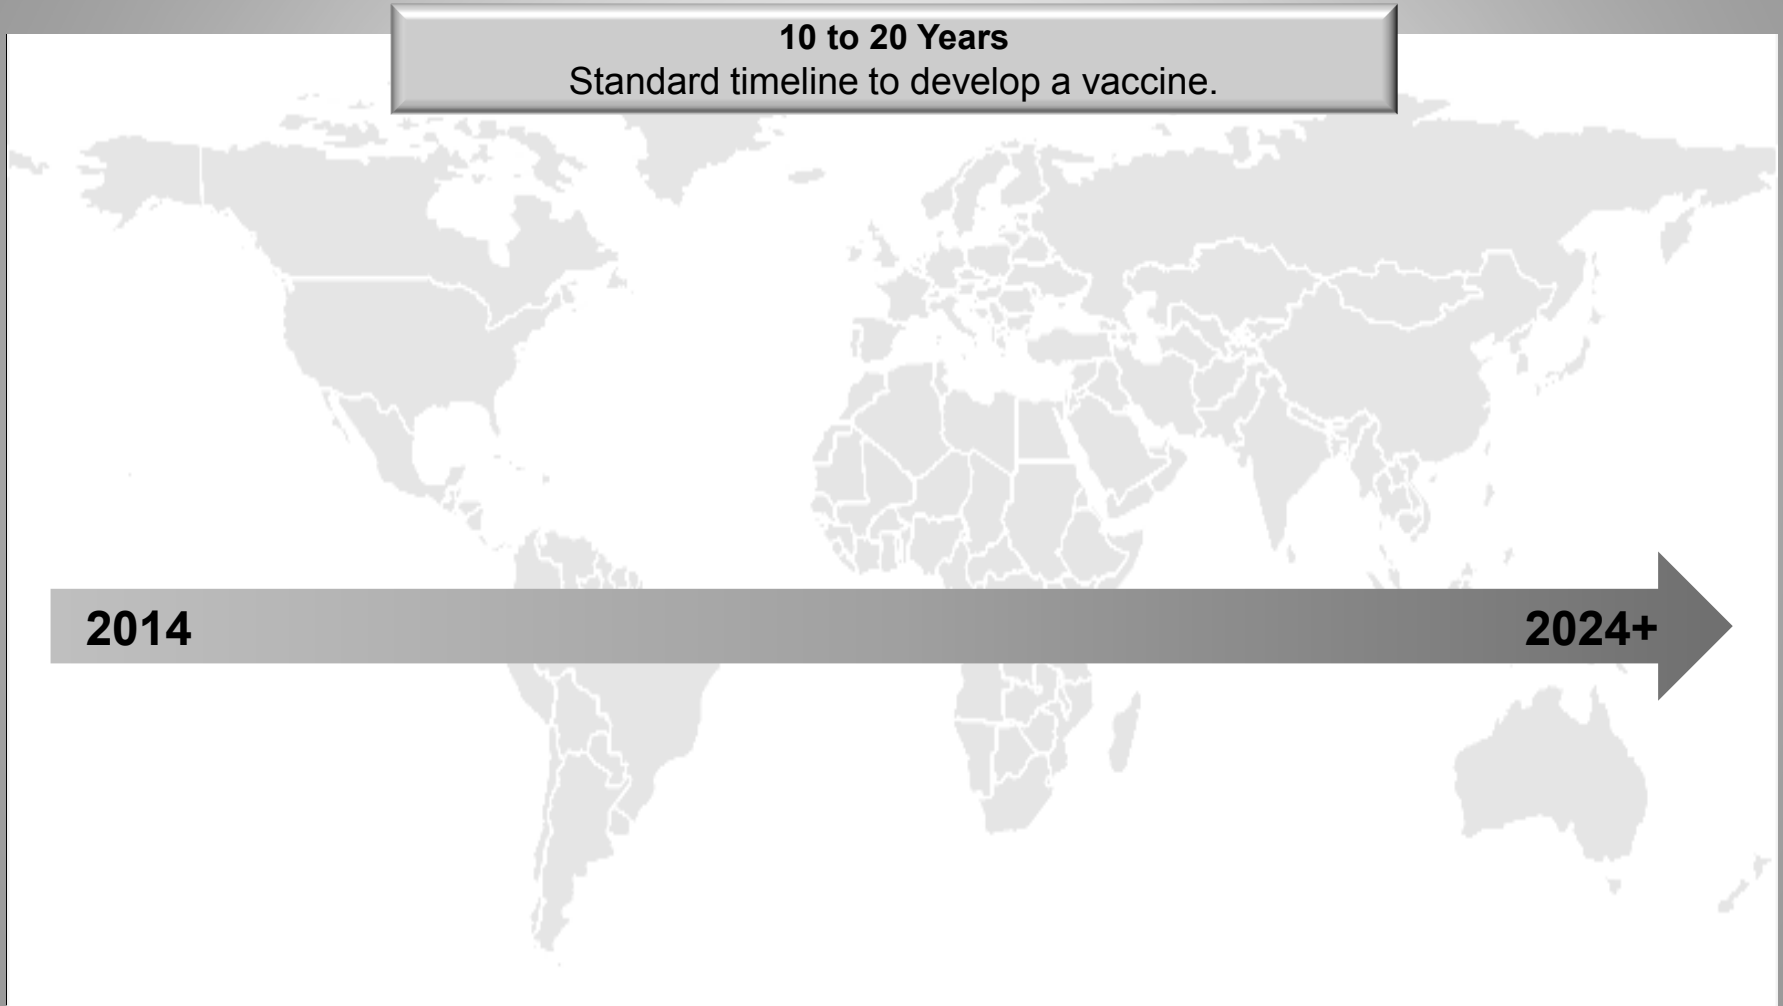 10 to 20 Years
Standard timeline to develop a vaccine.
2014
2024+